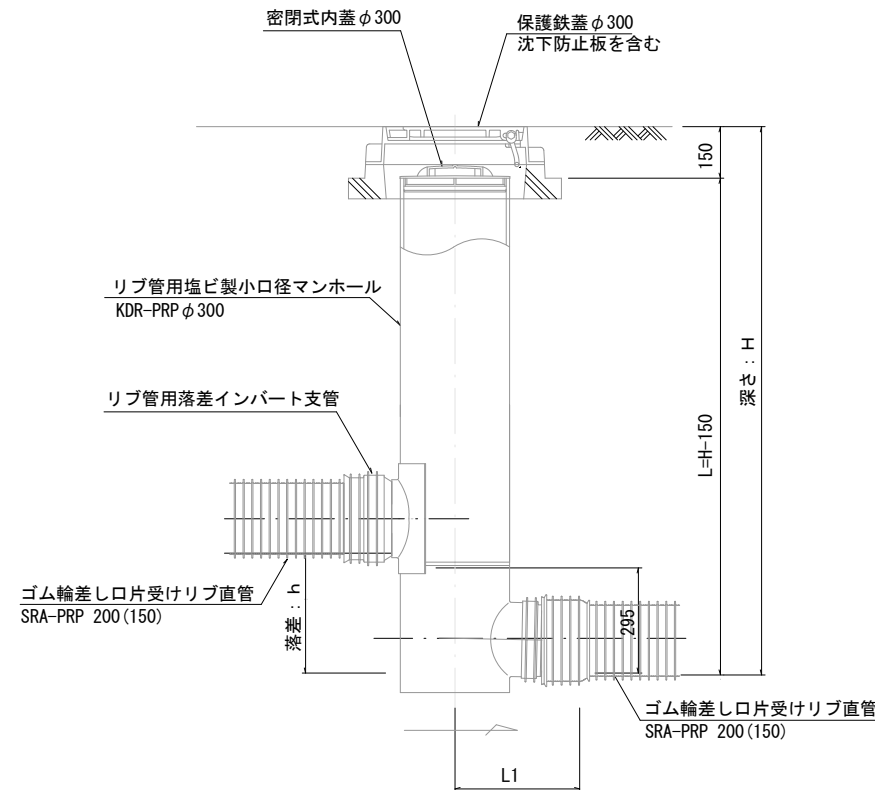 密閉式内蓋φ300
保護鉄蓋φ300
沈下防止板を含む
150
リブ管用塩ビ製小口径マンホール
KDR-PRPφ300
深さ：H
リブ管用落差インバート支管
L=H-150
ゴム輪差し口片受けリブ直管
SRA-PRP 200(150)
落差：h
295
ゴム輪差し口片受けリブ直管
SRA-PRP 200(150)
L1